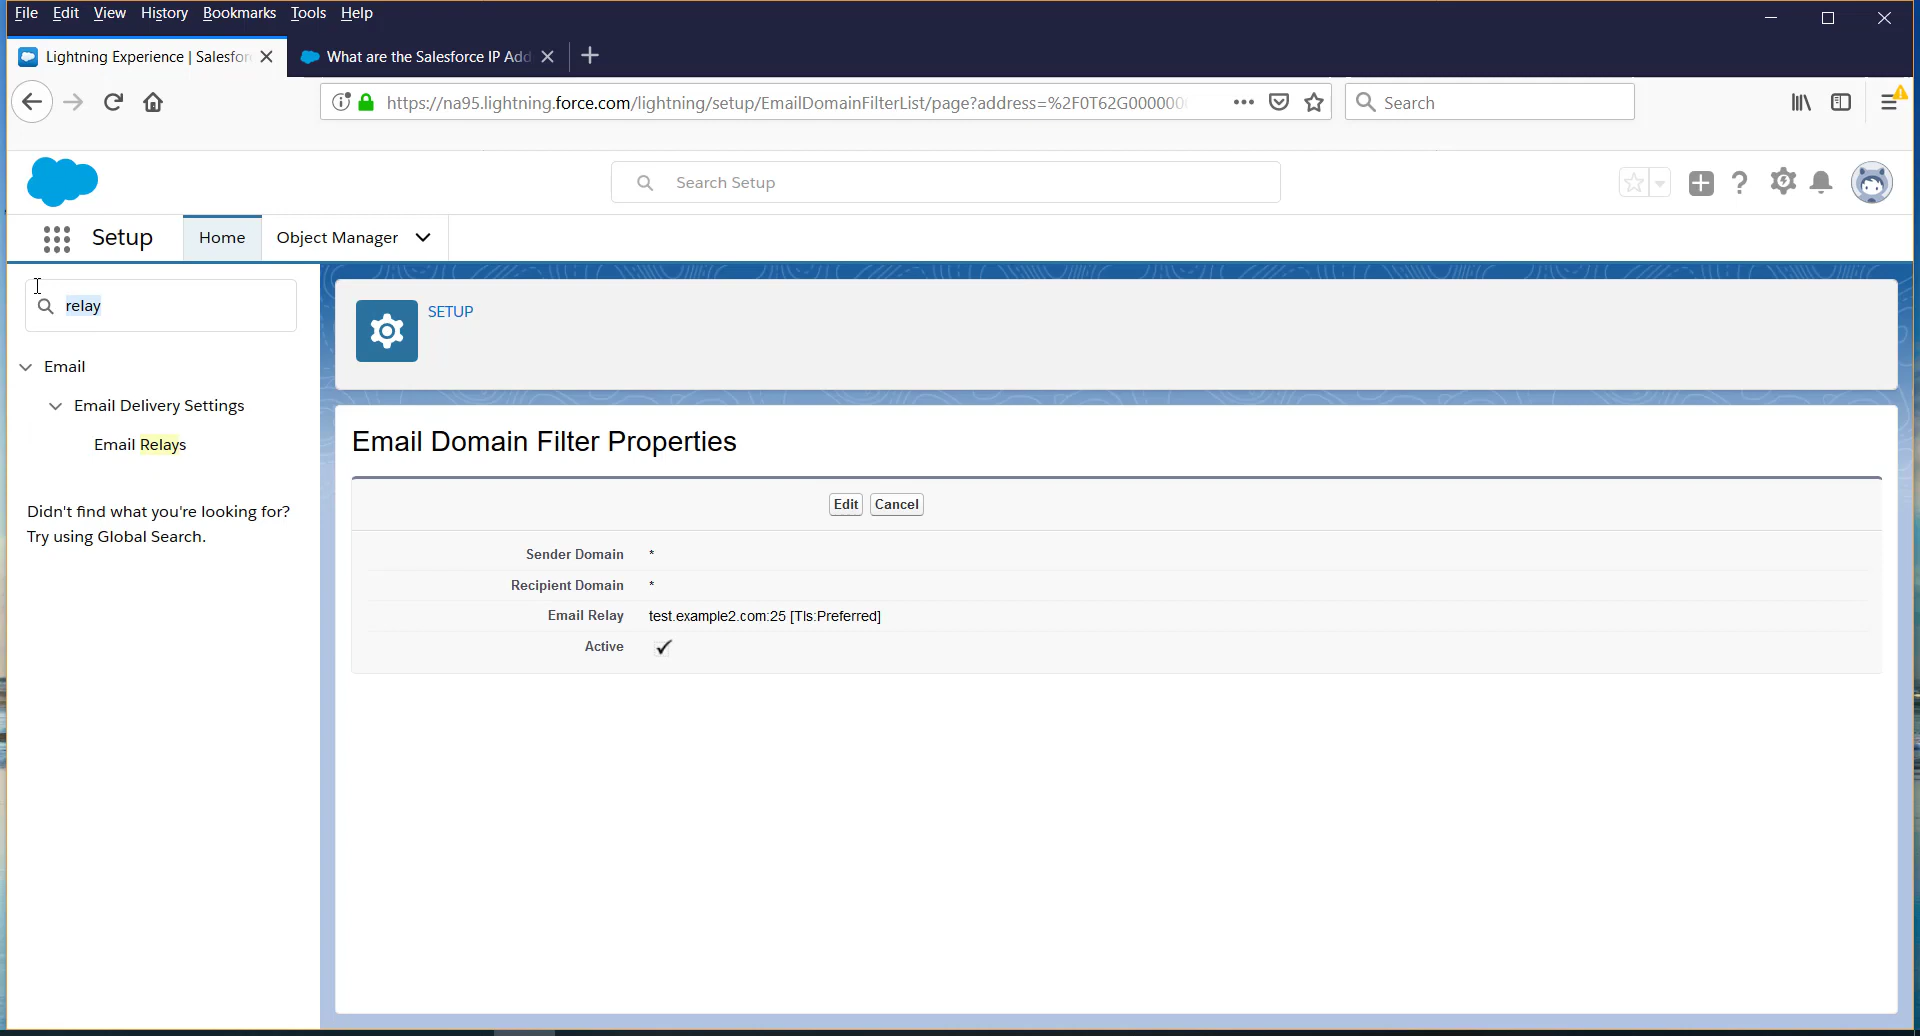 File Edit View History Bookmarks Tools Help
Lightning Experience | Salesfor
What are the Salesforce IP Add
https://na95.lightning.force.com/lightning/setup/EmailDomainFilterList/page?address=%2F0T62G000000
Search
Search Setup
Setup Home Object Manager
relay
Email
Email Delivery Settings
Email Relays
Didn't find what you're looking for?
Try using Global Search.
SETUP
Email Domain Filter Properties
Edit Cancel
Sender Domain *
Recipient Domain *
Email Relay test.example2.com:25 [Tls:Preferred]
Active